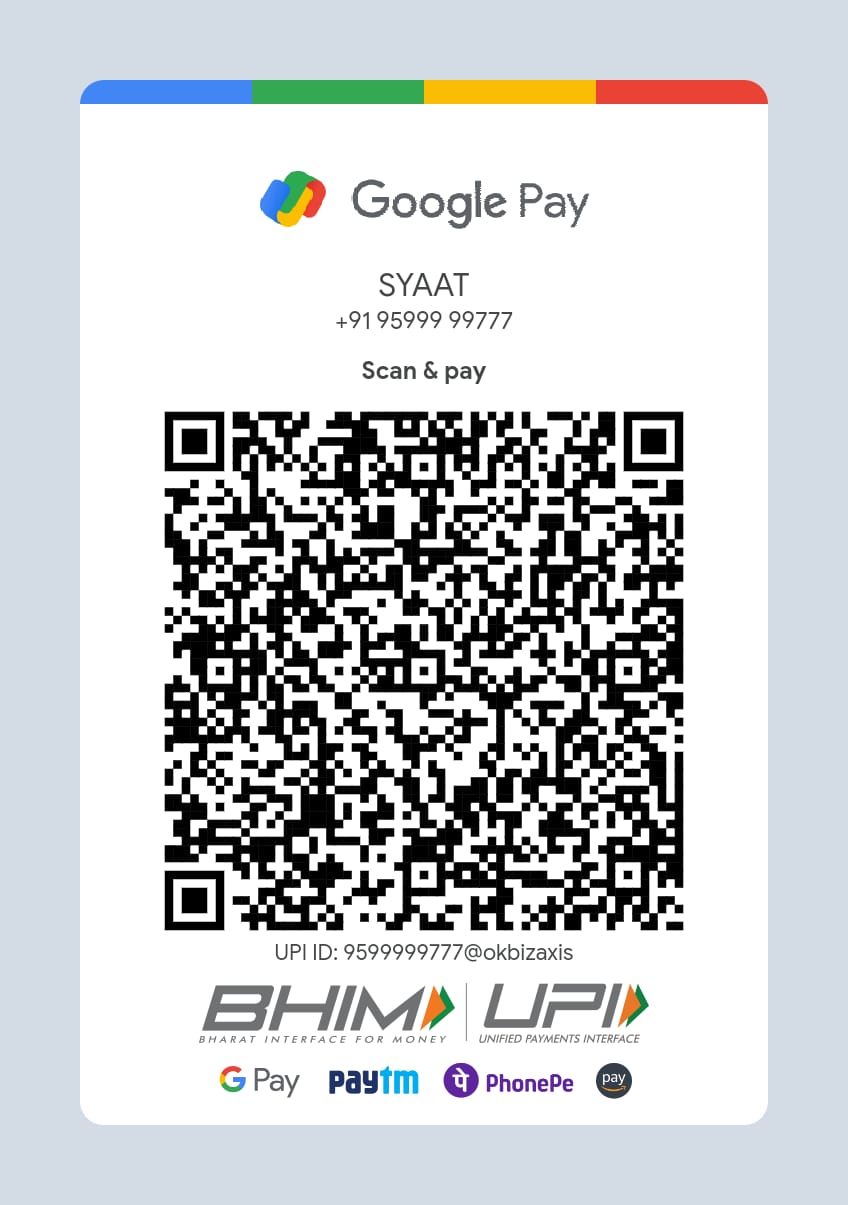 Google Pay
SYAAT
+91 95999 99777
Scan & pay
UPI ID: 9599999777@okbizaxis
BHIM UPI
BHARAT INTERFACE FOR MONEY UNIFIED PAYMENTS INTERFACE
G Pay paytm पे PhonePe pay